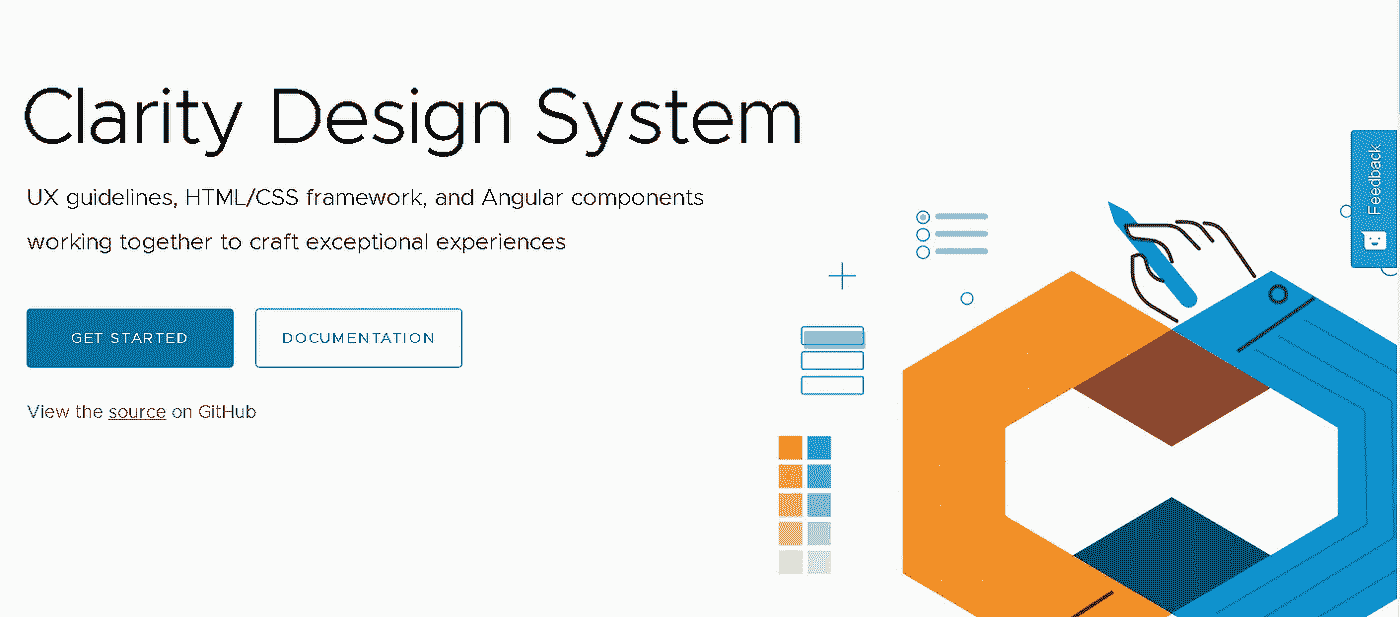 Clarity Design System
UX guidelines, HTML/CSS framework, and Angular components
working together to craft exceptional experiences
GET STARTED
DOCUMENTATION
View the source on GitHub
Feedback